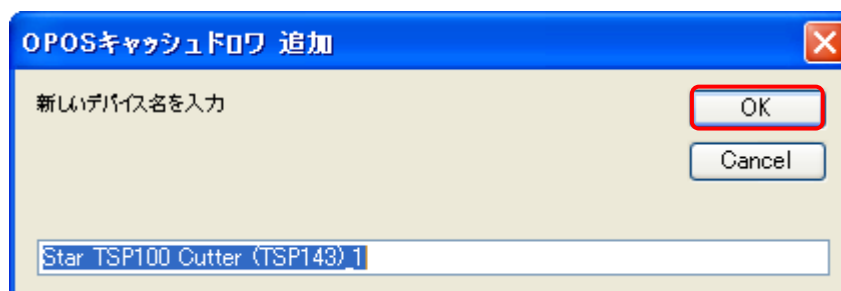 OPOSキャッシュドロワ 追加
新しいデバイス名を入力
OK
Cancel
Star TSP100 Cutter (TSP143)_1